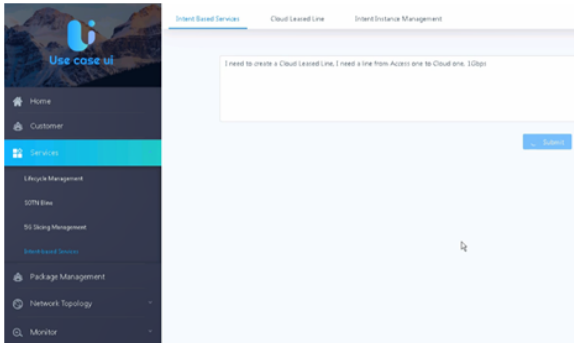 Use case ui
Home
Customer
Services
Lifecycle Management
SOTN Elme
5G Slicing Management
Intent based Services
Package Management
Network Topology
Monitor
Intent Based Services
Cloud Leased Line
Intent Instance Management
I need to create a Cloud Leased Line, I need a line from Access one to Cloud one, 1Gbps
Submit